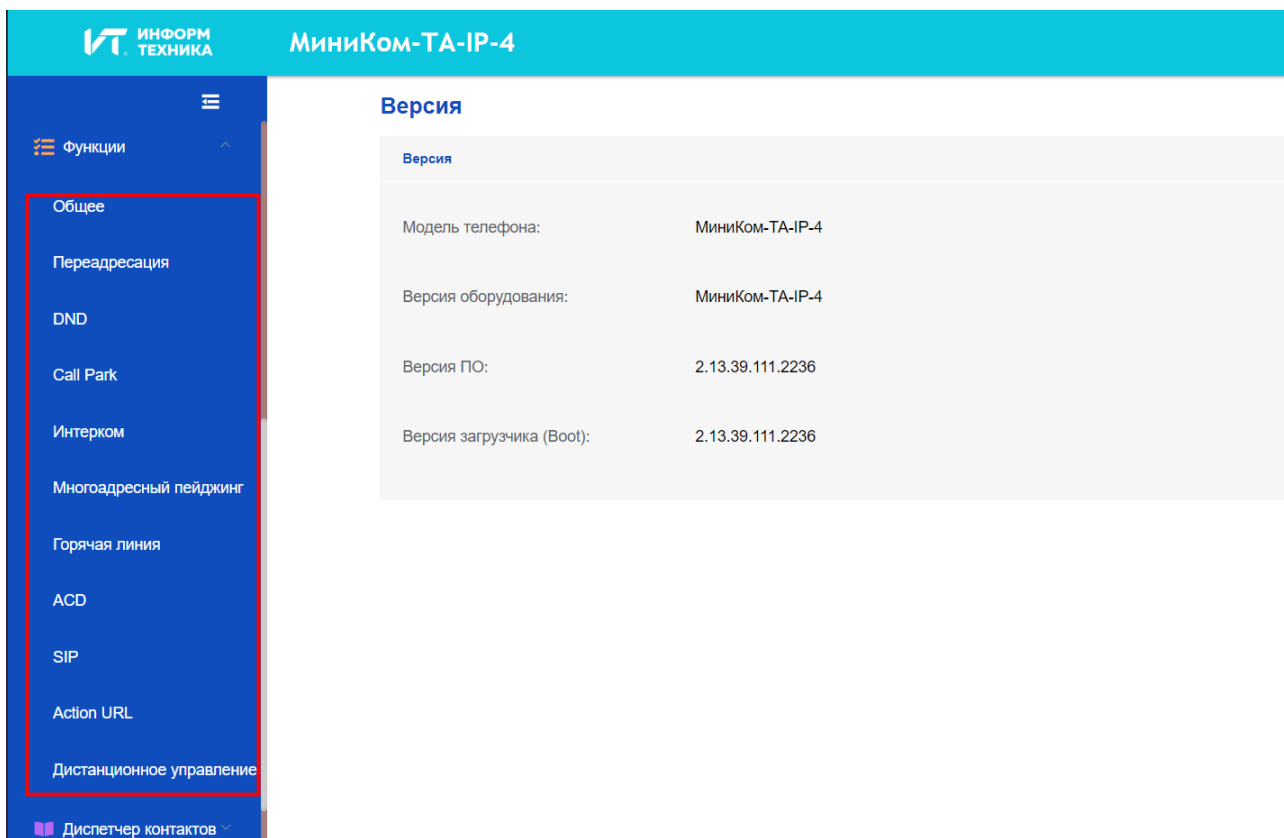 ИТ. ИНФОРМ ТЕХНИКА
МиниКом-TA-IP-4
Функции
Общее
Переадресация
DND
Call Park
Интерком
Многоадресный пейджинг
Горячая линия
ACD
SIP
Action URL
Дистанционное управление
Диспетчер контактов
Версия
Версия
Модель телефона: МиниКом-TA-IP-4
Версия оборудования: МиниКом-TA-IP-4
Версия ПО: 2.13.39.111.2236
Версия загрузчика (Boot): 2.13.39.111.2236